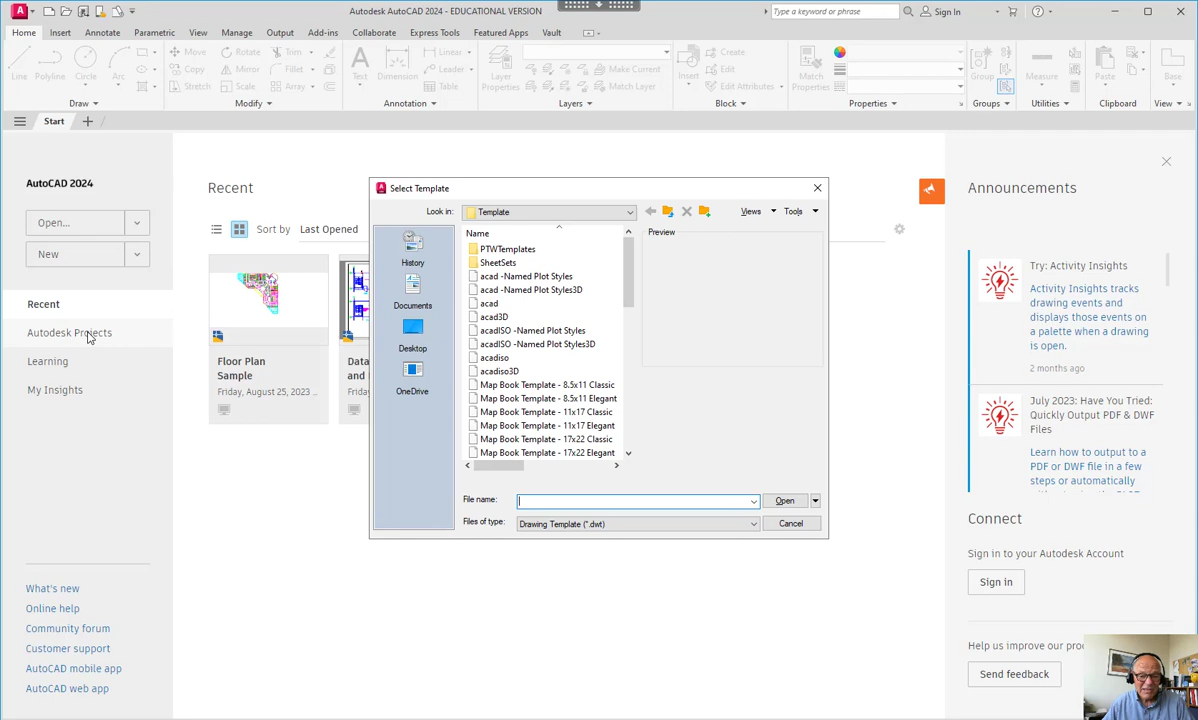 Autodesk AutoCAD 2024 - EDUCATIONAL VERSION
Type a keyword or phrase
Sign In
Home Insert Annotate Parametric View Manage Output Add-ins Collaborate Express Tools Featured Apps Vault
Line Polyline Circle Arc
Move Rotate Trim
Copy Mirror Fillet
Stretch Scale Array
Text Dimension
Linear
Leader
Table
Layer Properties
Make Current
Match Layer
Insert
Create
Edit
Edit Attributes
Match Properties
Group
Measure
Paste
Base
Draw Modify Annotation Layers Block Properties Groups Utilities Clipboard View
Start
AutoCAD 2024
Open...
New
Recent
Autodesk Projects
Learning
My Insights
What's new
Online help
Community forum
Customer support
AutoCAD mobile app
AutoCAD web app
Recent
Sort by Last Opened
Floor Plan
Sample
Friday, August 25, 2023 ...
Data
and
Friday
Select Template
Look in: Template
Views Tools
History
Documents
Desktop
OneDrive
Name
PTWTemplates
SheetSets
acad -Named Plot Styles
acad -Named Plot Styles3D
acad
acad3D
acadISO -Named Plot Styles
acadISO -Named Plot Styles3D
acadiso
acadiso3D
Map Book Template - 8.5x11 Classic
Map Book Template - 8.5x11 Elegant
Map Book Template - 11x17 Classic
Map Book Template - 11x17 Elegant
Map Book Template - 17x22 Classic
Map Book Template - 17x22 Elegant
Preview
File name:
Open
Files of type: Drawing Template (*.dwt)
Cancel
Announcements
Try: Activity Insights
Activity Insights
tracks
drawing events and
displays those events
on a palette when a
drawing is open.
2 months ago
July 2023: Have You Tried:
Quickly Output PDF & DWF
Files
Learn how to output to a
PDF or DWF file in a few
steps or automatically
Connect
Sign in to your Autodesk Account
Sign in
Help us improve our
Send feedback